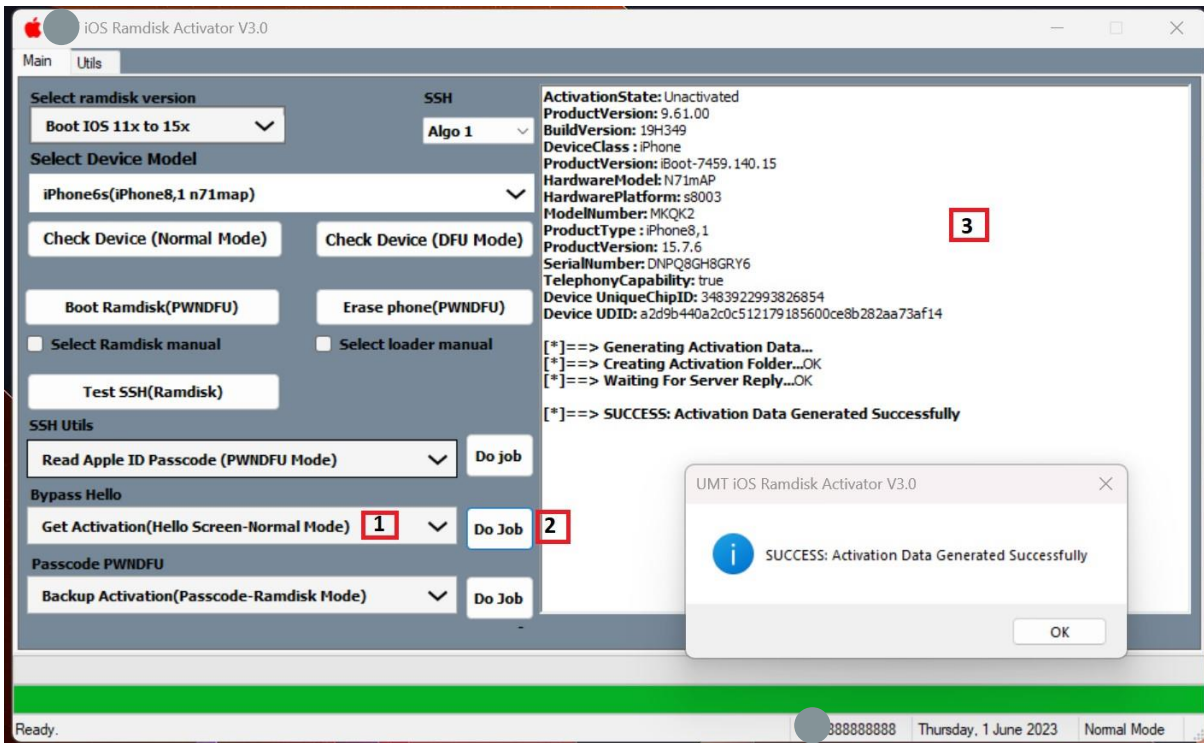 iOS Ramdisk Activator V3.0
Main Utils
Select ramdisk version SSH
Boot IOS 11x to 15x Algo 1
Select Device Model
iPhone6s(iPhone8,1 n71map)
Check Device (Normal Mode) Check Device (DFU Mode)
Boot Ramdisk(PWNDFU) Erase phone(PWNDFU)
Select Ramdisk manual Select loader manual
Test SSH(Ramdisk)
SSH Utils
Read Apple ID Passcode (PWNDFU Mode) Do job
Bypass Hello
Get Activation(Hello Screen-Normal Mode) 1 Do Job 2
Passcode PWNDFU
Backup Activation(Passcode-Ramdisk Mode) Do Job
-
ActivationState: Unactivated
ProductVersion: 9.61.00
BuildVersion: 19H349
DeviceClass : iPhone
ProductVersion: iBoot-7459.140.15
HardwareModel: N71mAP
HardwarePlatform: s8003
ModelNumber: MKQK2
ProductType : iPhone8,1
ProductVersion: 15.7.6
SerialNumber: DNPQ8GH8GRY6
TelephonyCapability: true
Device UniqueChipID: 3483922993826854
Device UDID: a2d9b440a2c0c512179185600ce8b282aa73af14
3
[*]==> Generating Activation Data...
[*]==> Creating Activation Folder...OK
[*]==> Waiting For Server Reply...OK
[*]==> SUCCESS: Activation Data Generated Successfully
UMT iOS Ramdisk Activator V3.0
SUCCESS: Activation Data Generated Successfully
OK
Ready. 888888888 Thursday, 1 June 2023 Normal Mode